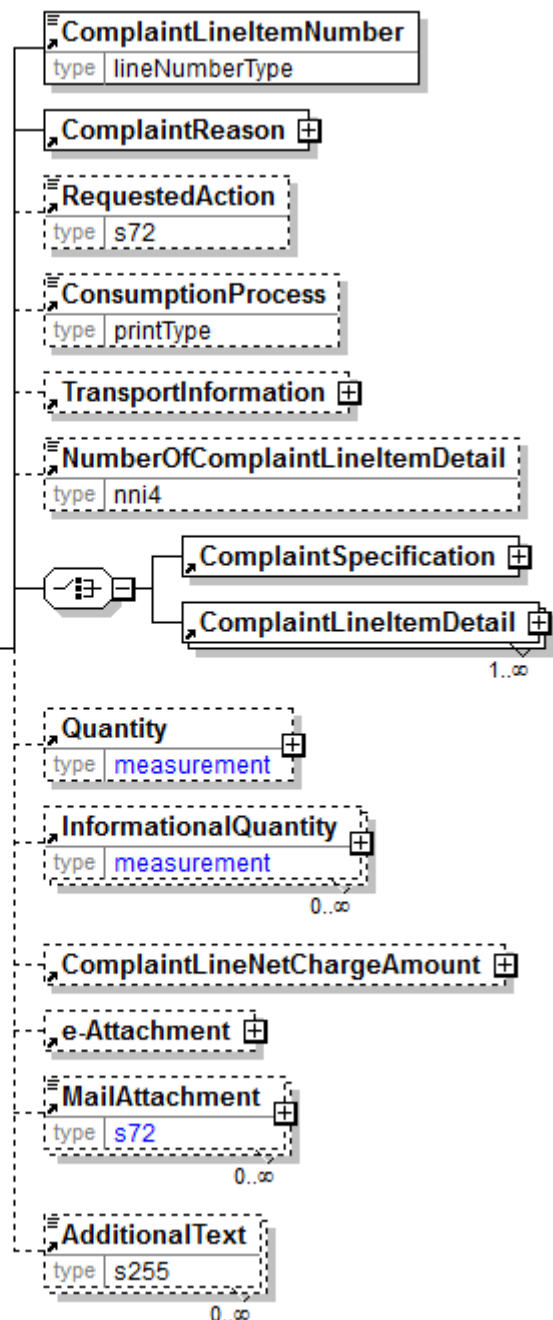 ComplaintLineItemNumber
type lineNumberType
ComplaintReason
RequestedAction
type s72
ConsumptionProcess
type printType
TransportInformation
NumberOfComplaintLineItemDetail
type nni4
ComplaintSpecification
ComplaintLineItemDetail
1..∞
Quantity
type measurement
InformationalQuantity
type measurement
0..∞
ComplaintLineNetChargeAmount
e-Attachment
MailAttachment
type s72
0..∞
AdditionalText
type s255
0..∞